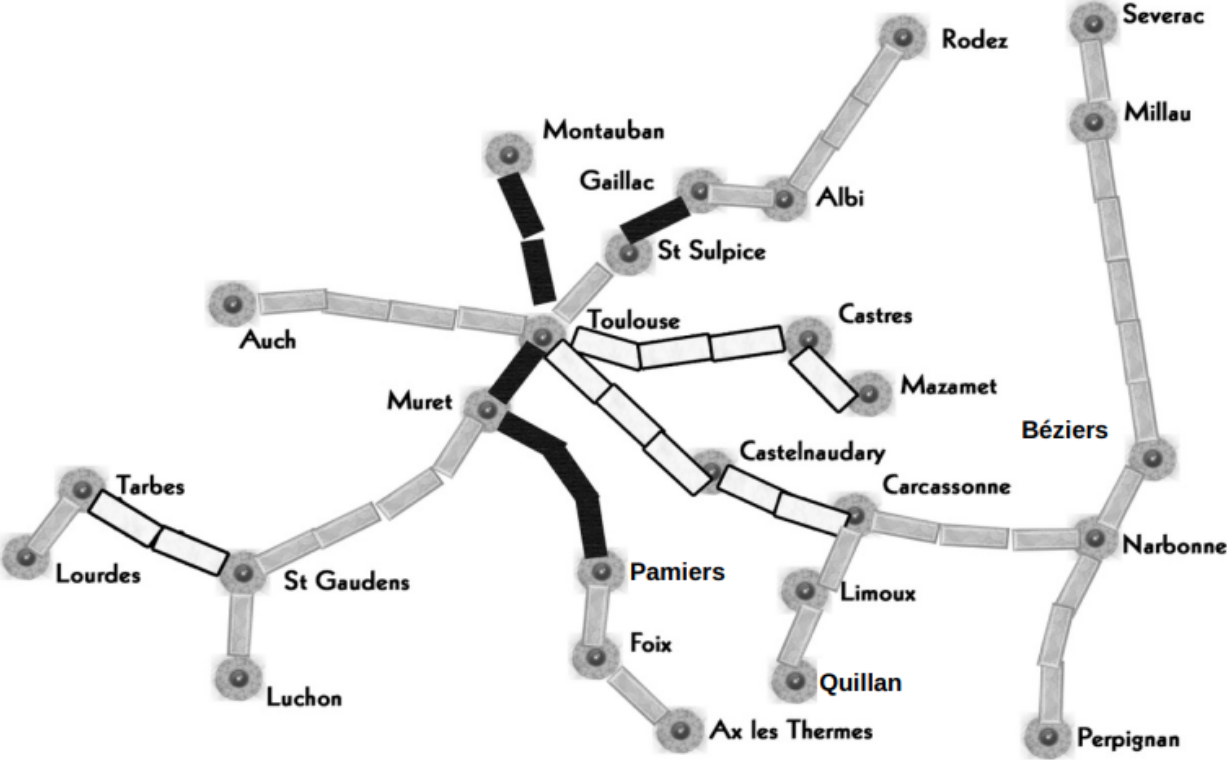 Severac
Rodez
Millau
Montauban
Gaillac
Albi
St Sulpice
Auch
Toulouse
Castres
Mazamet
Muret
Béziers
Castelnaudary
Carcassonne
Tarbes
Narbonne
Lourdes
St Gaudens
Pamiers
Limoux
Foix
Quillan
Luchon
Ax les Thermes
Perpignan